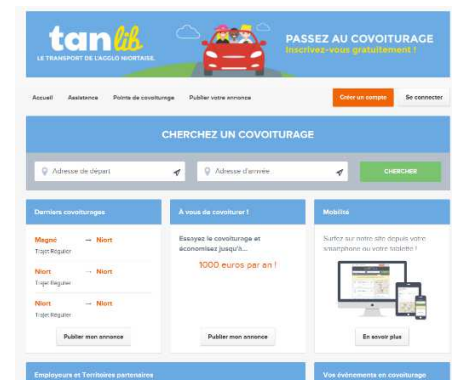 tanlib
LE TRANSPORT DE L'AGGLO NIORTAISE
PASSEZ AU COVOITURAGE
Inscrivez-vous gratuitement !
Accueil Assistance Points de covoiturage Publier votre annonce Créer un compte Se connecter
CHERCHEZ UN COVOITURAGE
Adresse de départ Adresse d'arrivée CHERCHER
Derniers covoiturages
Magné → Niort
Trajet Régulier
Niort → Niort
Trajet Régulier
Niort → Niort
Trajet Régulier
Publier mon annonce
À vous de covoiturer !
Essayez le covoiturage et
économisez jusqu'à...
1000 euros par an !
Publier mon annonce
Mobilité
Surfez sur notre site depuis votre
smartphone ou votre tablette !
En savoir plus
Employeurs et Territoires partenaires
Vos événements en covoiturage